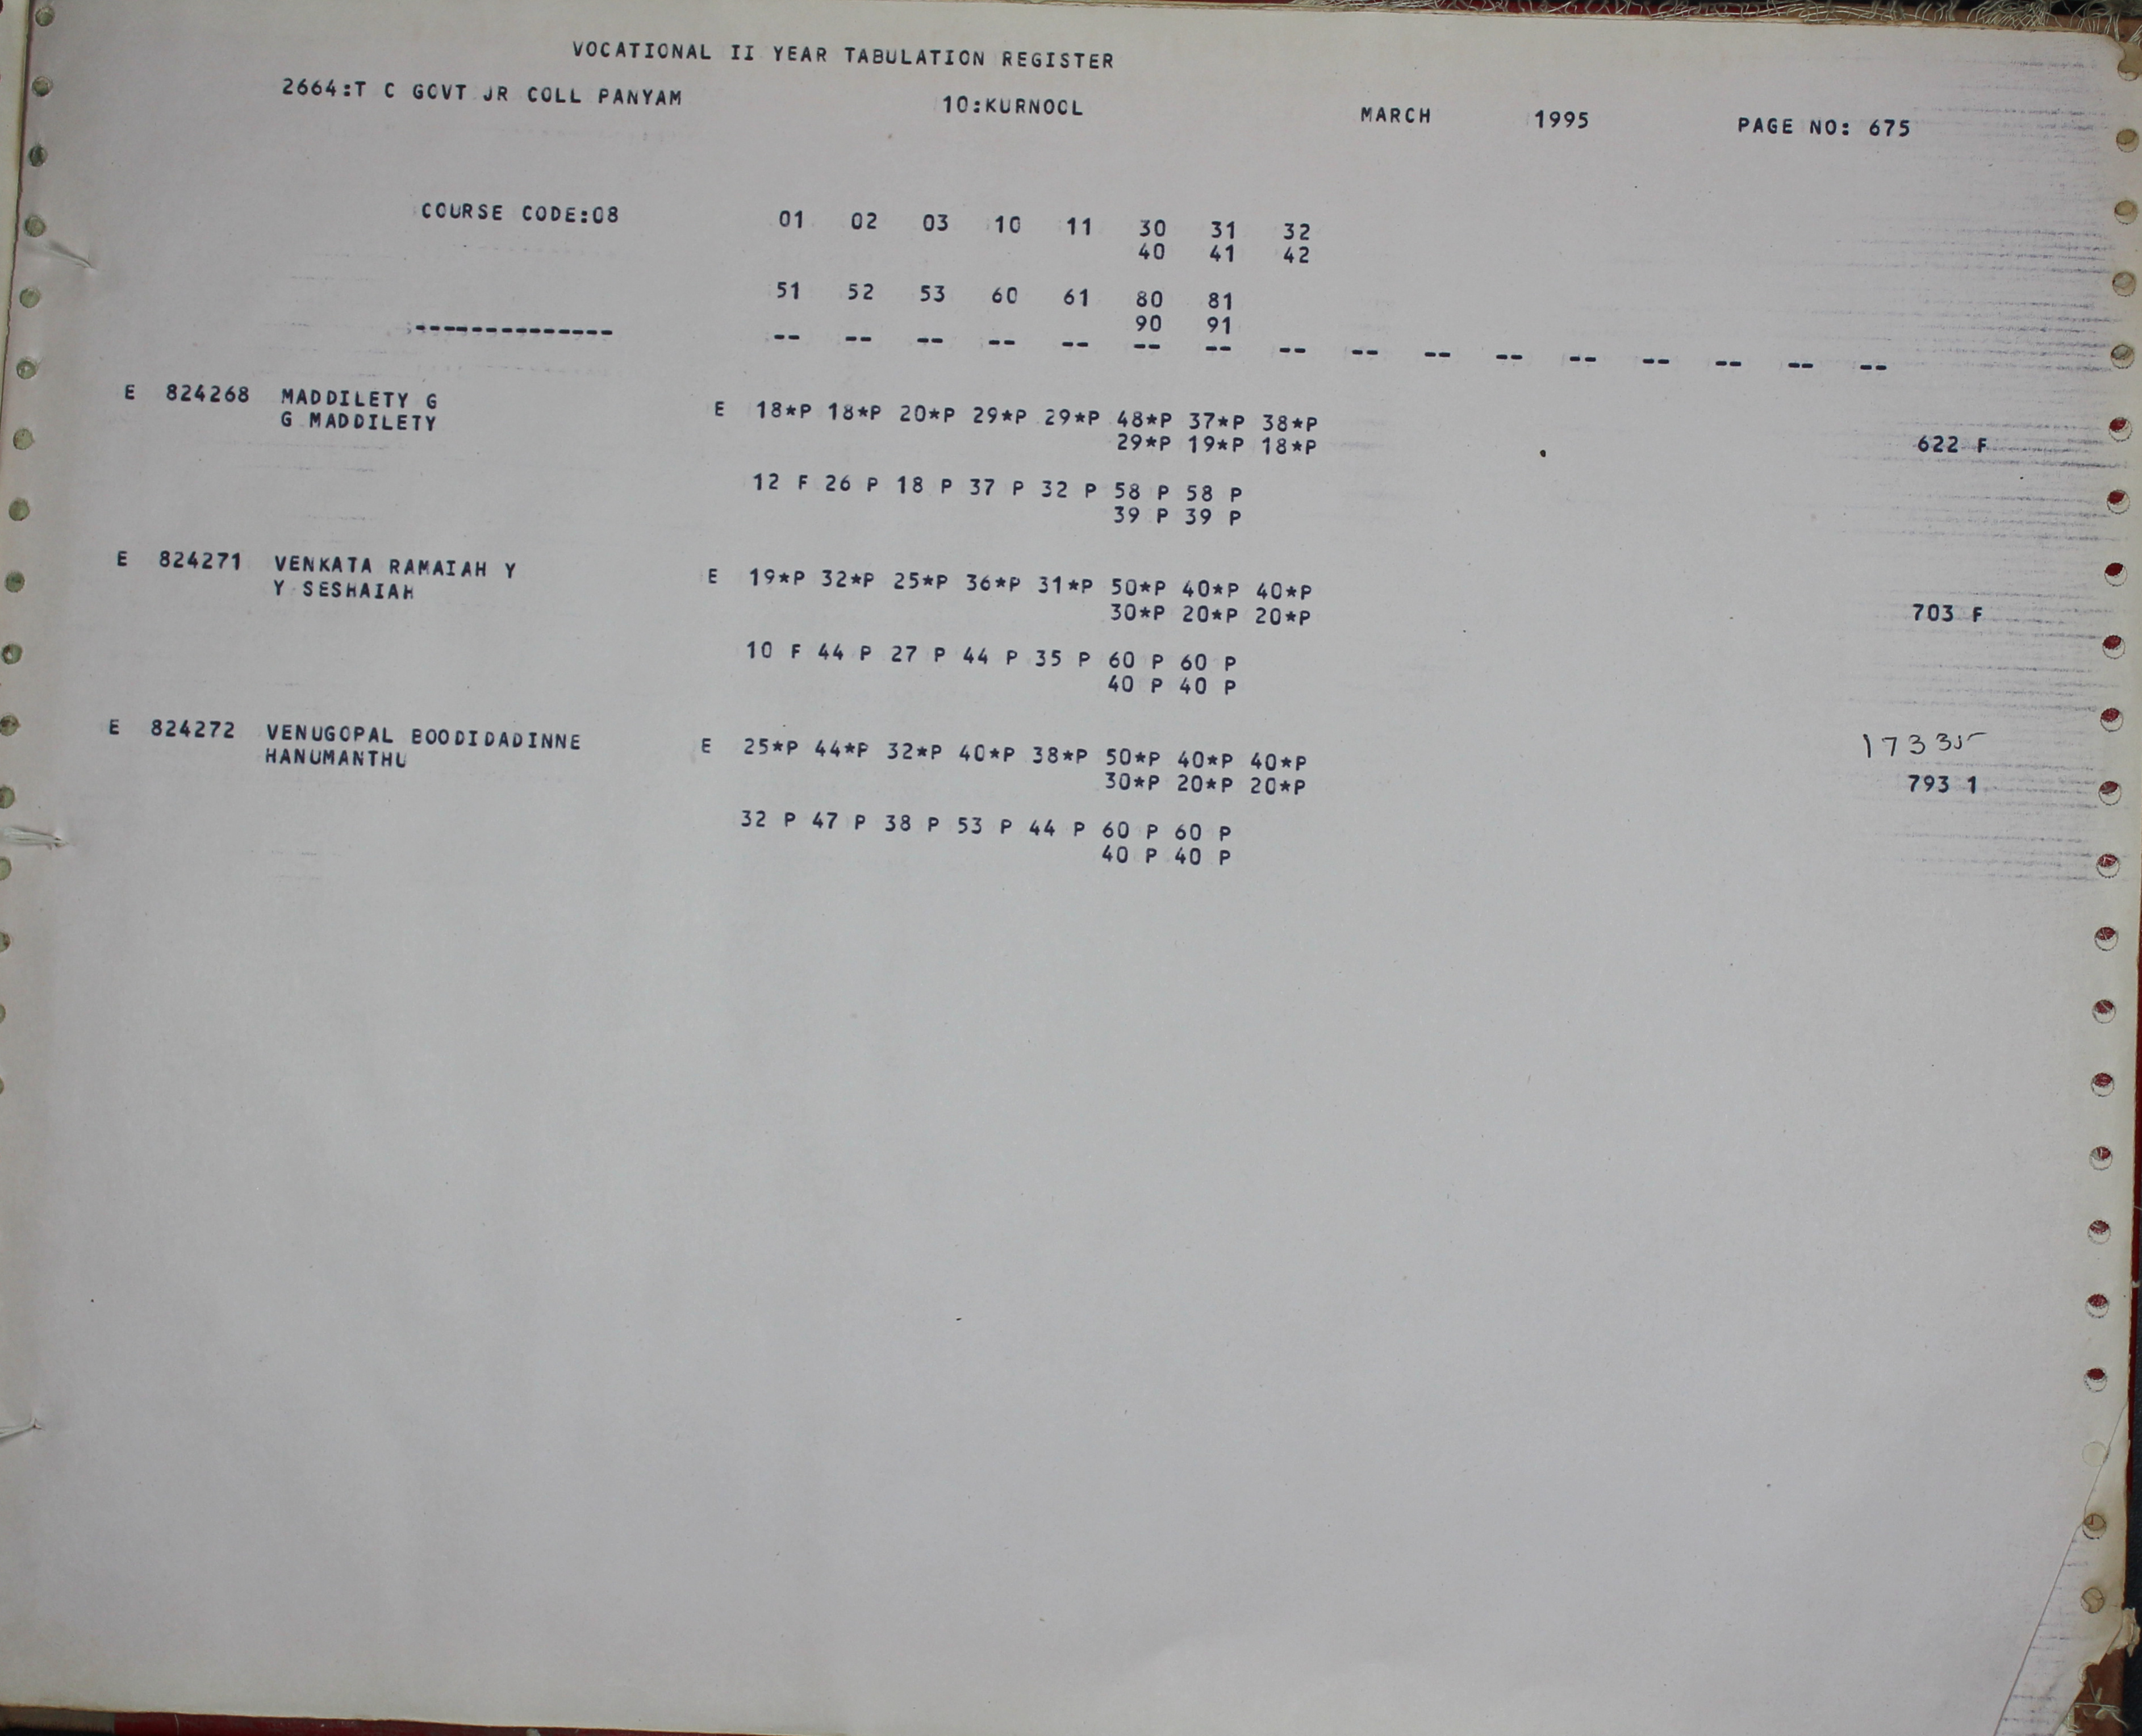 VOCATIONAL II YEAR TABULATION REGISTER
2664:T C GOVT JR COLL PANYAM 10:KURNOOL MARCH 1995 PAGE NO: 675
COURSE CODE:08 01 02 03 10 11 30 31 32
40 41 42
51 52 53 60 61 80 81
90 91
-------------- -- -- -- -- -- -- -- -- -- -- -- -- -- -- -- --
E 824268 MADDILETY G E 18*P 18*P 20*P 29*P 29*P 48*P 37*P 38*P
G MADDILETY 29*P 19*P 18*P 622 F
12 F 26 P 18 P 37 P 32 P 58 P 58 P
39 P 39 P
E 824271 VENKATA RAMAIAH Y E 19*P 32*P 25*P 36*P 31*P 50*P 40*P 40*P
Y SESHAIAH 30*P 20*P 20*P 703 F
10 F 44 P 27 P 44 P 35 P 60 P 60 P
40 P 40 P
E 824272 VENUGOPAL BOODIDADINNE E 25*P 44*P 32*P 40*P 38*P 50*P 40*P 40*P 17335
HANUMANTHU 30*P 20*P 20*P 793 1
32 P 47 P 38 P 53 P 44 P 60 P 60 P
40 P 40 P